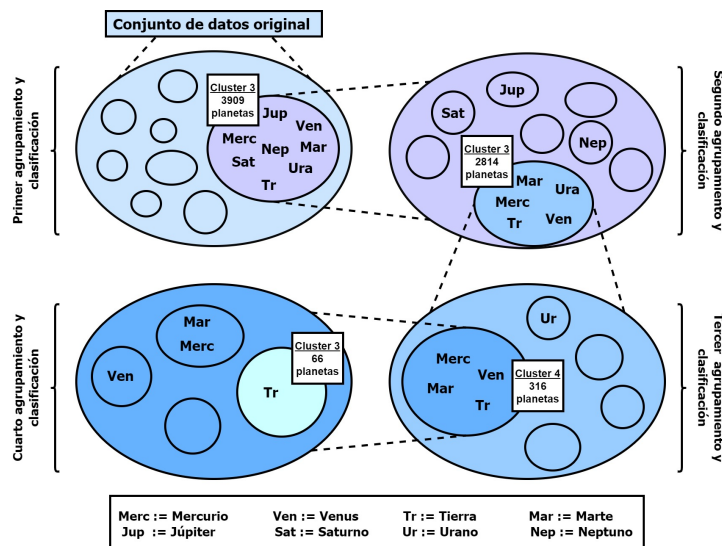 Conjunto de datos original
Primer agrupamiento y
clasificación
Cluster 3
3909
planetas
Jup
Ven
Merc
Nep
Mar
Sat
Ura
Tr
Segundo agrupamiento y
clasificación
Jup
Sat
Nep
Cluster 3
2814
planetas
Mar
Ura
Merc
Tr
Ven
Cuarto agrupamiento y
clasificación
Mar
Merc
Ven
Cluster 3
66
planetas
Tr
Tercer agrupamiento y
clasificación
Ur
Merc
Ven
Mar
Tr
Cluster 4
316
planetas
Merc := Mercurio Ven := Venus Tr := Tierra Mar := Marte
Jup := Júpiter Sat := Saturno Ur := Urano Nep := Neptuno